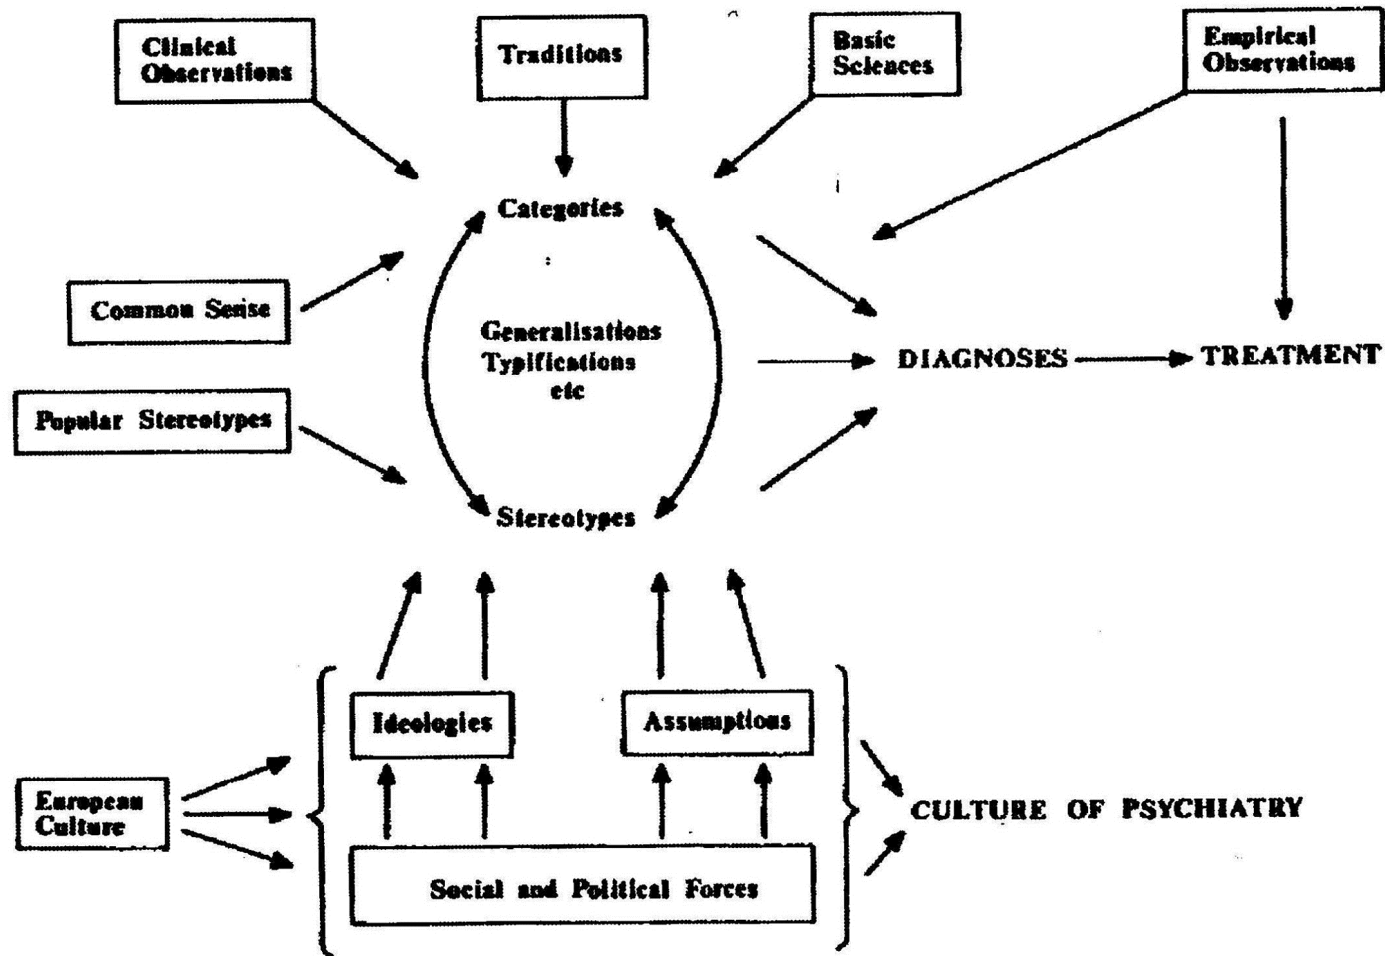 Clinical
Observations
Traditions
Basic
Sciences
Empirical
Observations
Categories
Common Sense
Generalisations
Typifications
etc
DIAGNOSES
TREATMENT
Popular Stereotypes
Stereotypes
Ideologies
Assumptions
European
Culture
CULTURE OF PSYCHIATRY
Social and Political Forces